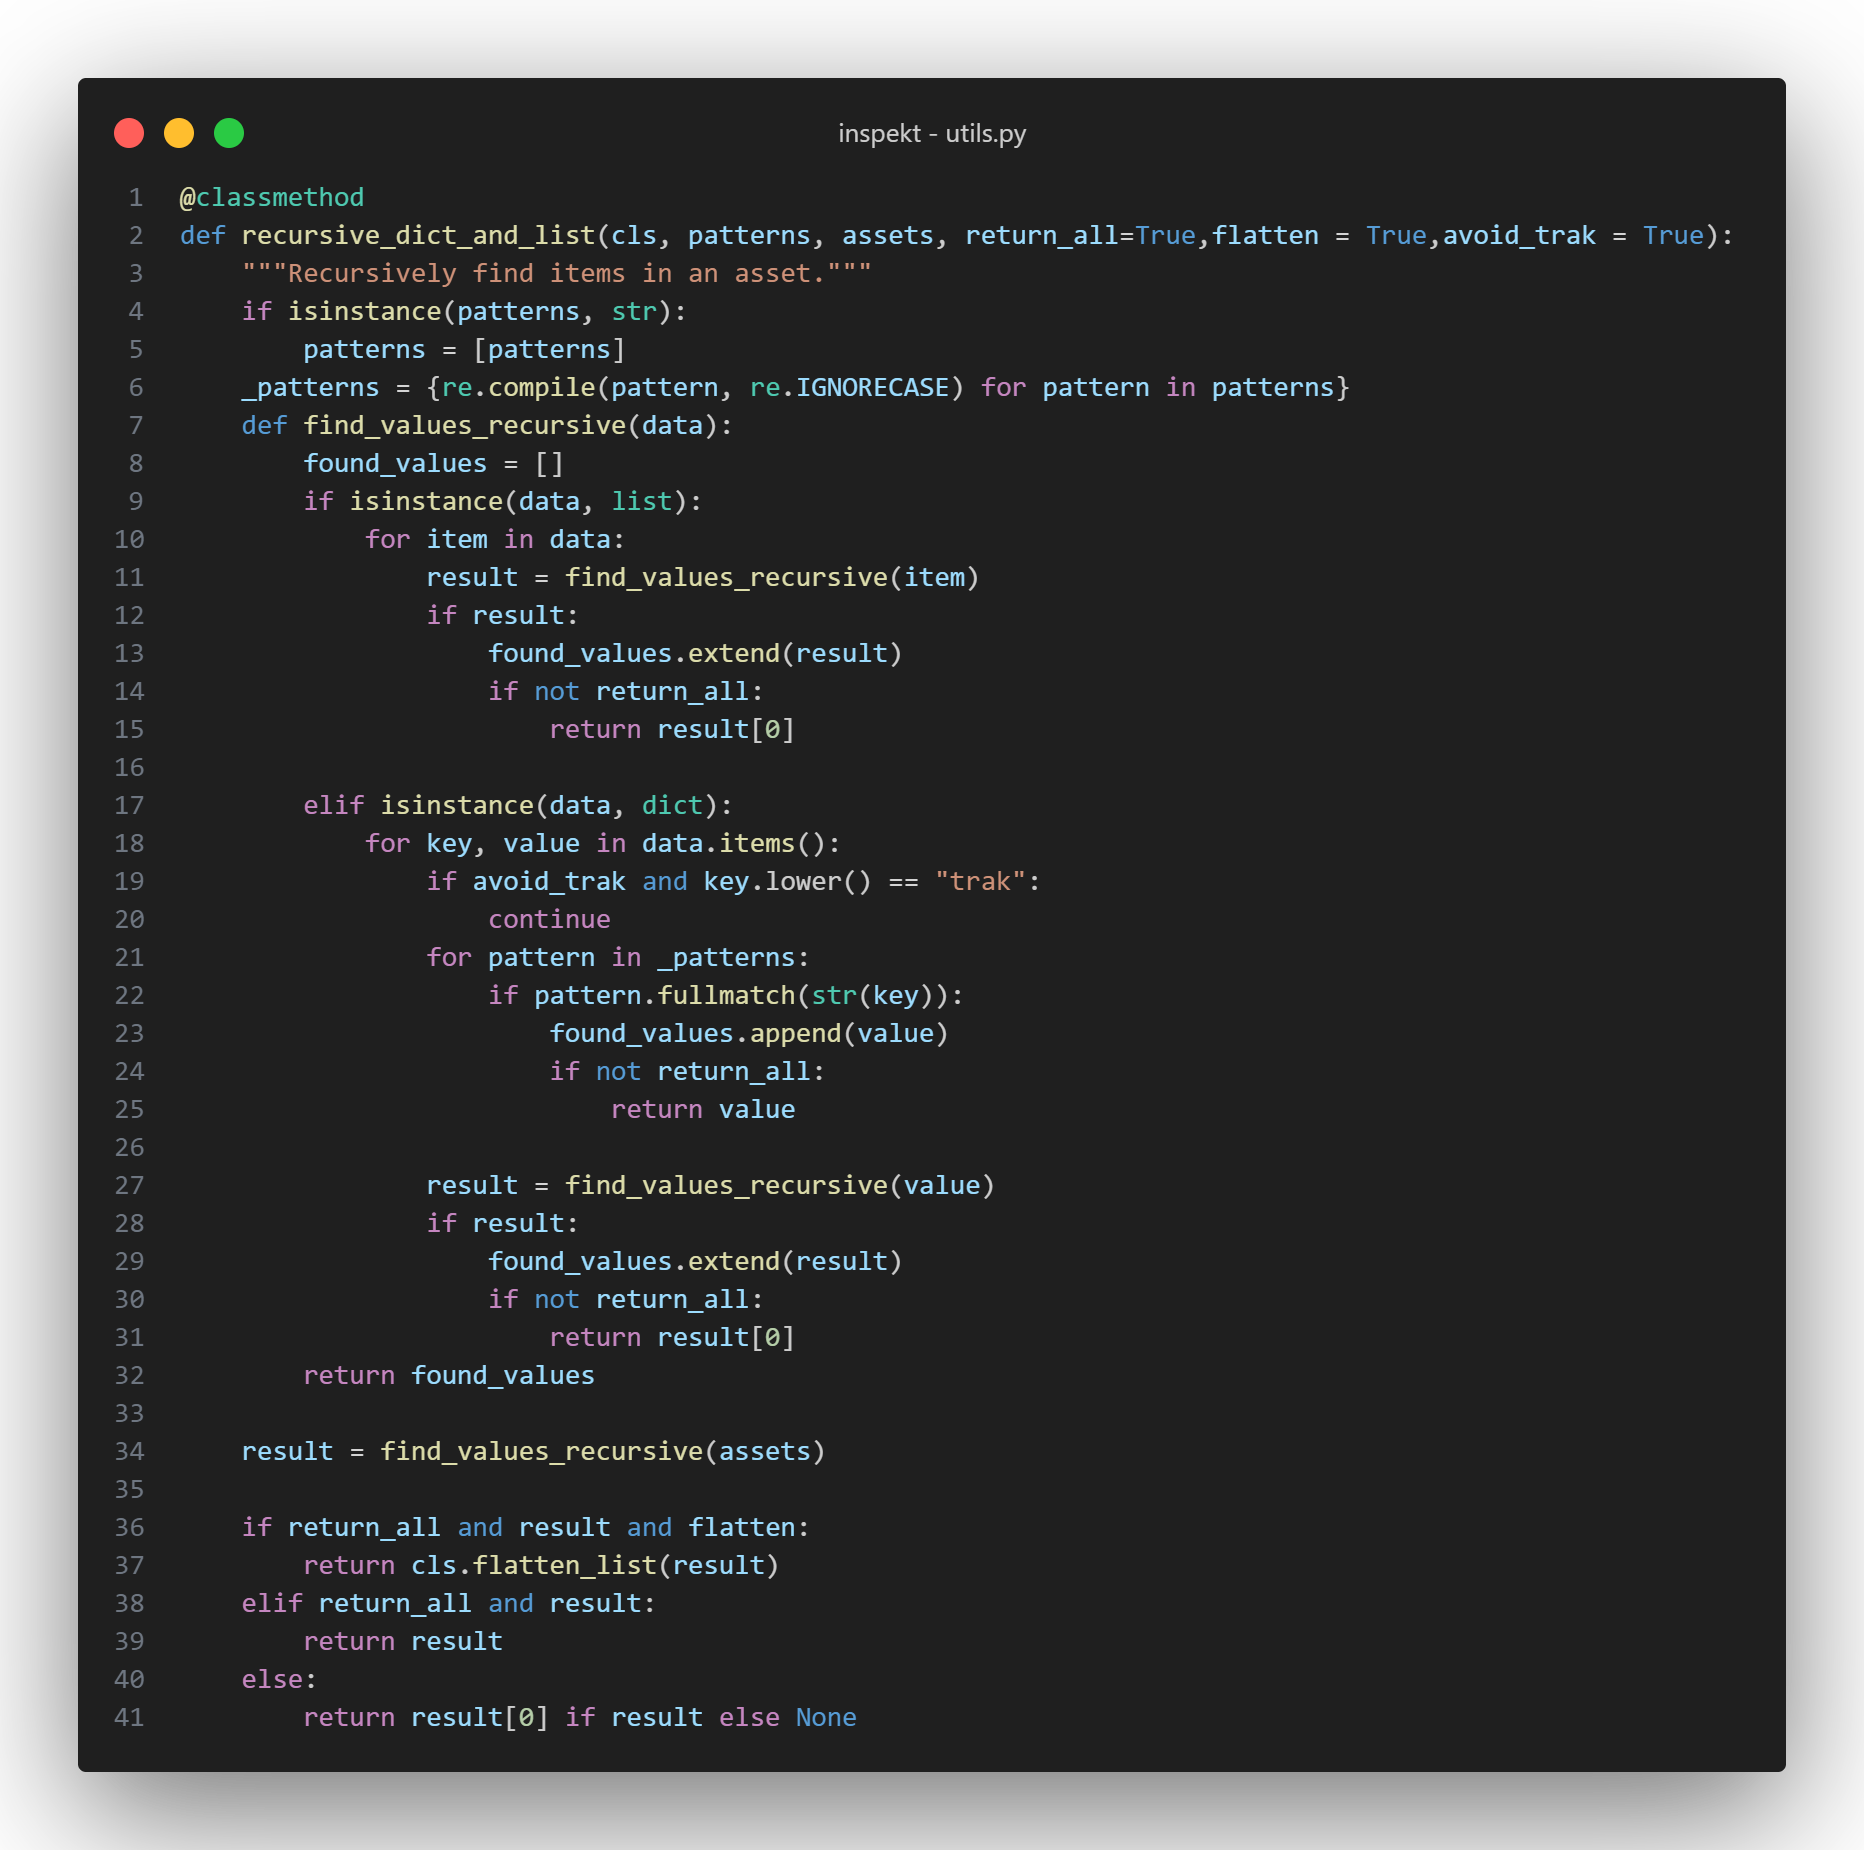 inspekt - utils.py
1 @classmethod
2 def recursive_dict_and_list(cls, patterns, assets, return_all=True,flatten = True,avoid_trak = True):
3     """Recursively find items in an asset."""
4     if isinstance(patterns, str):
5         patterns = [patterns]
6     _patterns = {re.compile(pattern, re.IGNORECASE) for pattern in patterns}
7     def find_values_recursive(data):
8         found_values = []
9         if isinstance(data, list):
10             for item in data:
11                 result = find_values_recursive(item)
12                 if result:
13                     found_values.extend(result)
14                     if not return_all:
15                         return result[0]
16
17         elif isinstance(data, dict):
18             for key, value in data.items():
19                 if avoid_trak and key.lower() == "trak":
20                     continue
21                 for pattern in _patterns:
22                     if pattern.fullmatch(str(key)):
23                         found_values.append(value)
24                         if not return_all:
25                             return value
26
27                 result = find_values_recursive(value)
28                 if result:
29                     found_values.extend(result)
30                     if not return_all:
31                         return result[0]
32         return found_values
33
34     result = find_values_recursive(assets)
35
36     if return_all and result and flatten:
37         return cls.flatten_list(result)
38     elif return_all and result:
39         return result
40     else:
41         return result[0] if result else None